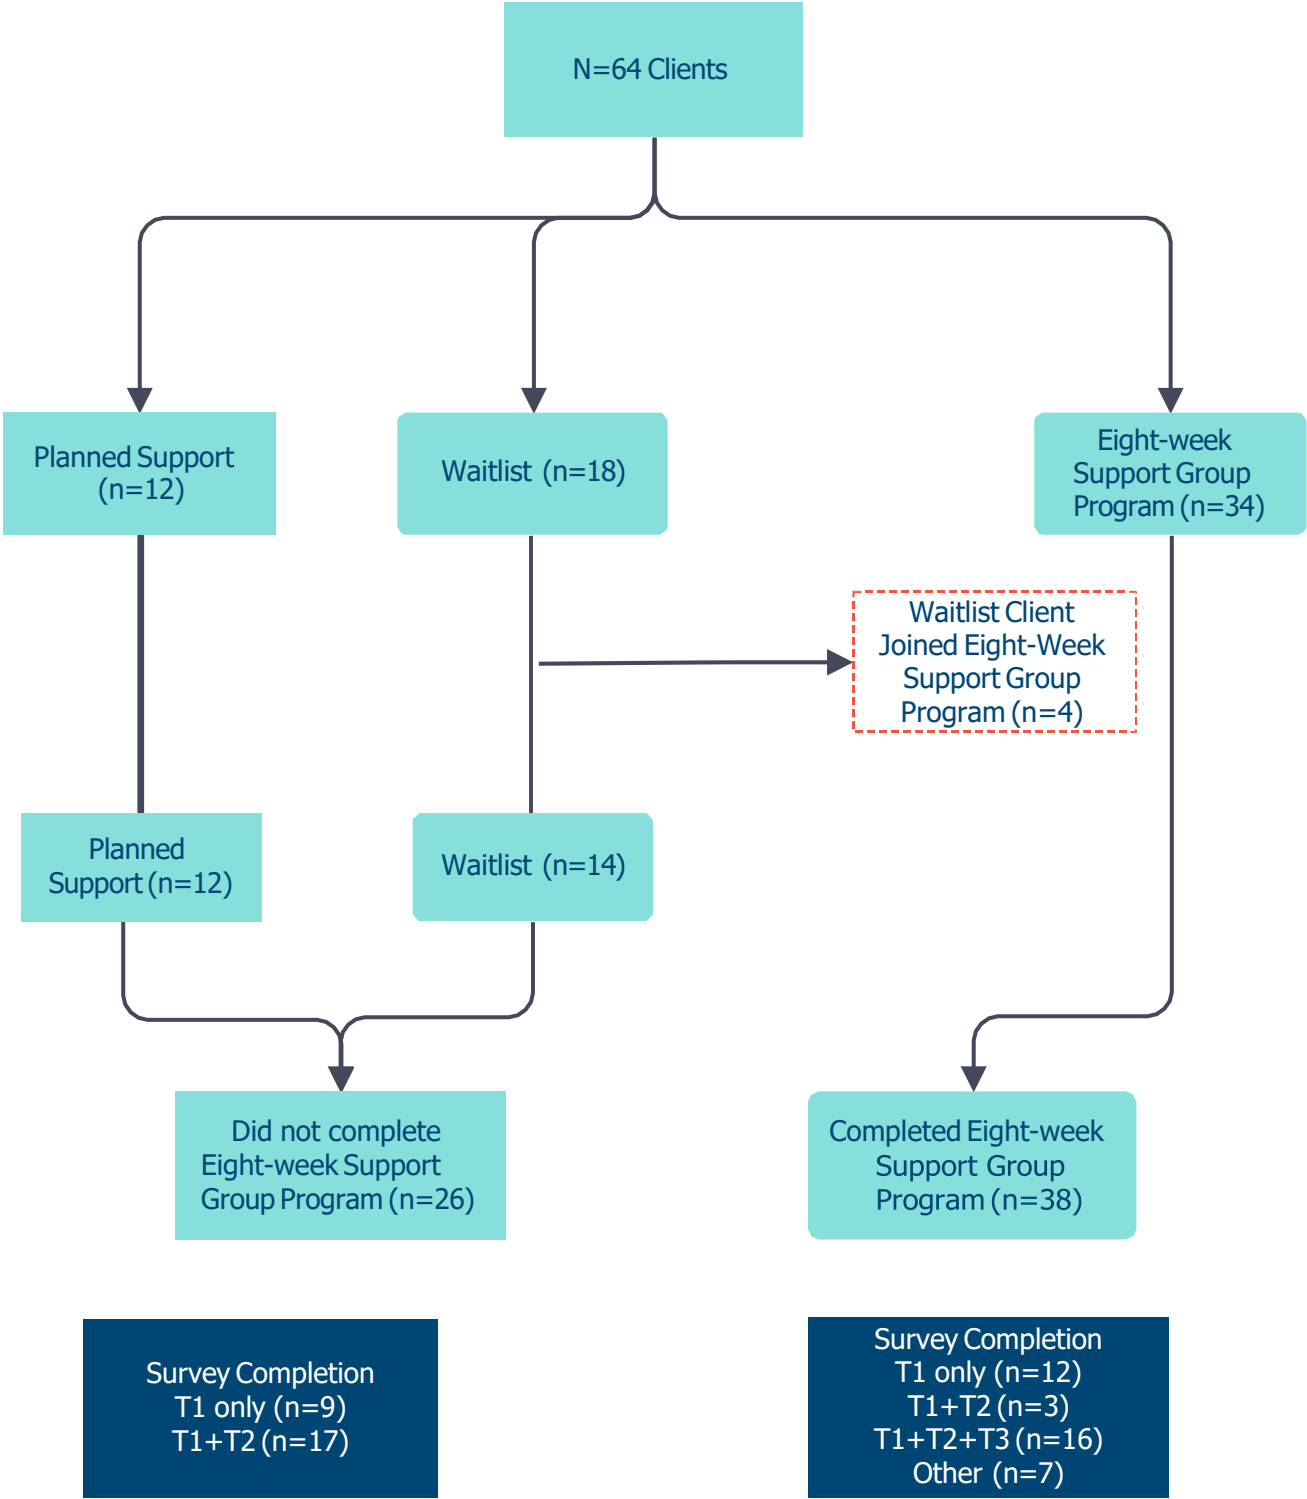 N=64 Clients
Planned Support
(n=12)
Waitlist (n=18)
Eight-week
Support Group
Program (n=34)
Waitlist Client
Joined Eight-Week
Support Group
Program (n=4)
Planned
Support (n=12)
Waitlist (n=14)
Did not complete
Eight-week Support
Group Program (n=26)
Completed Eight-week
Support Group
Program (n=38)
Survey Completion
T1 only (n=9)
T1+T2 (n=17)
Survey Completion
T1 only (n=12)
T1+T2 (n=3)
T1+T2+T3 (n=16)
Other (n=7)